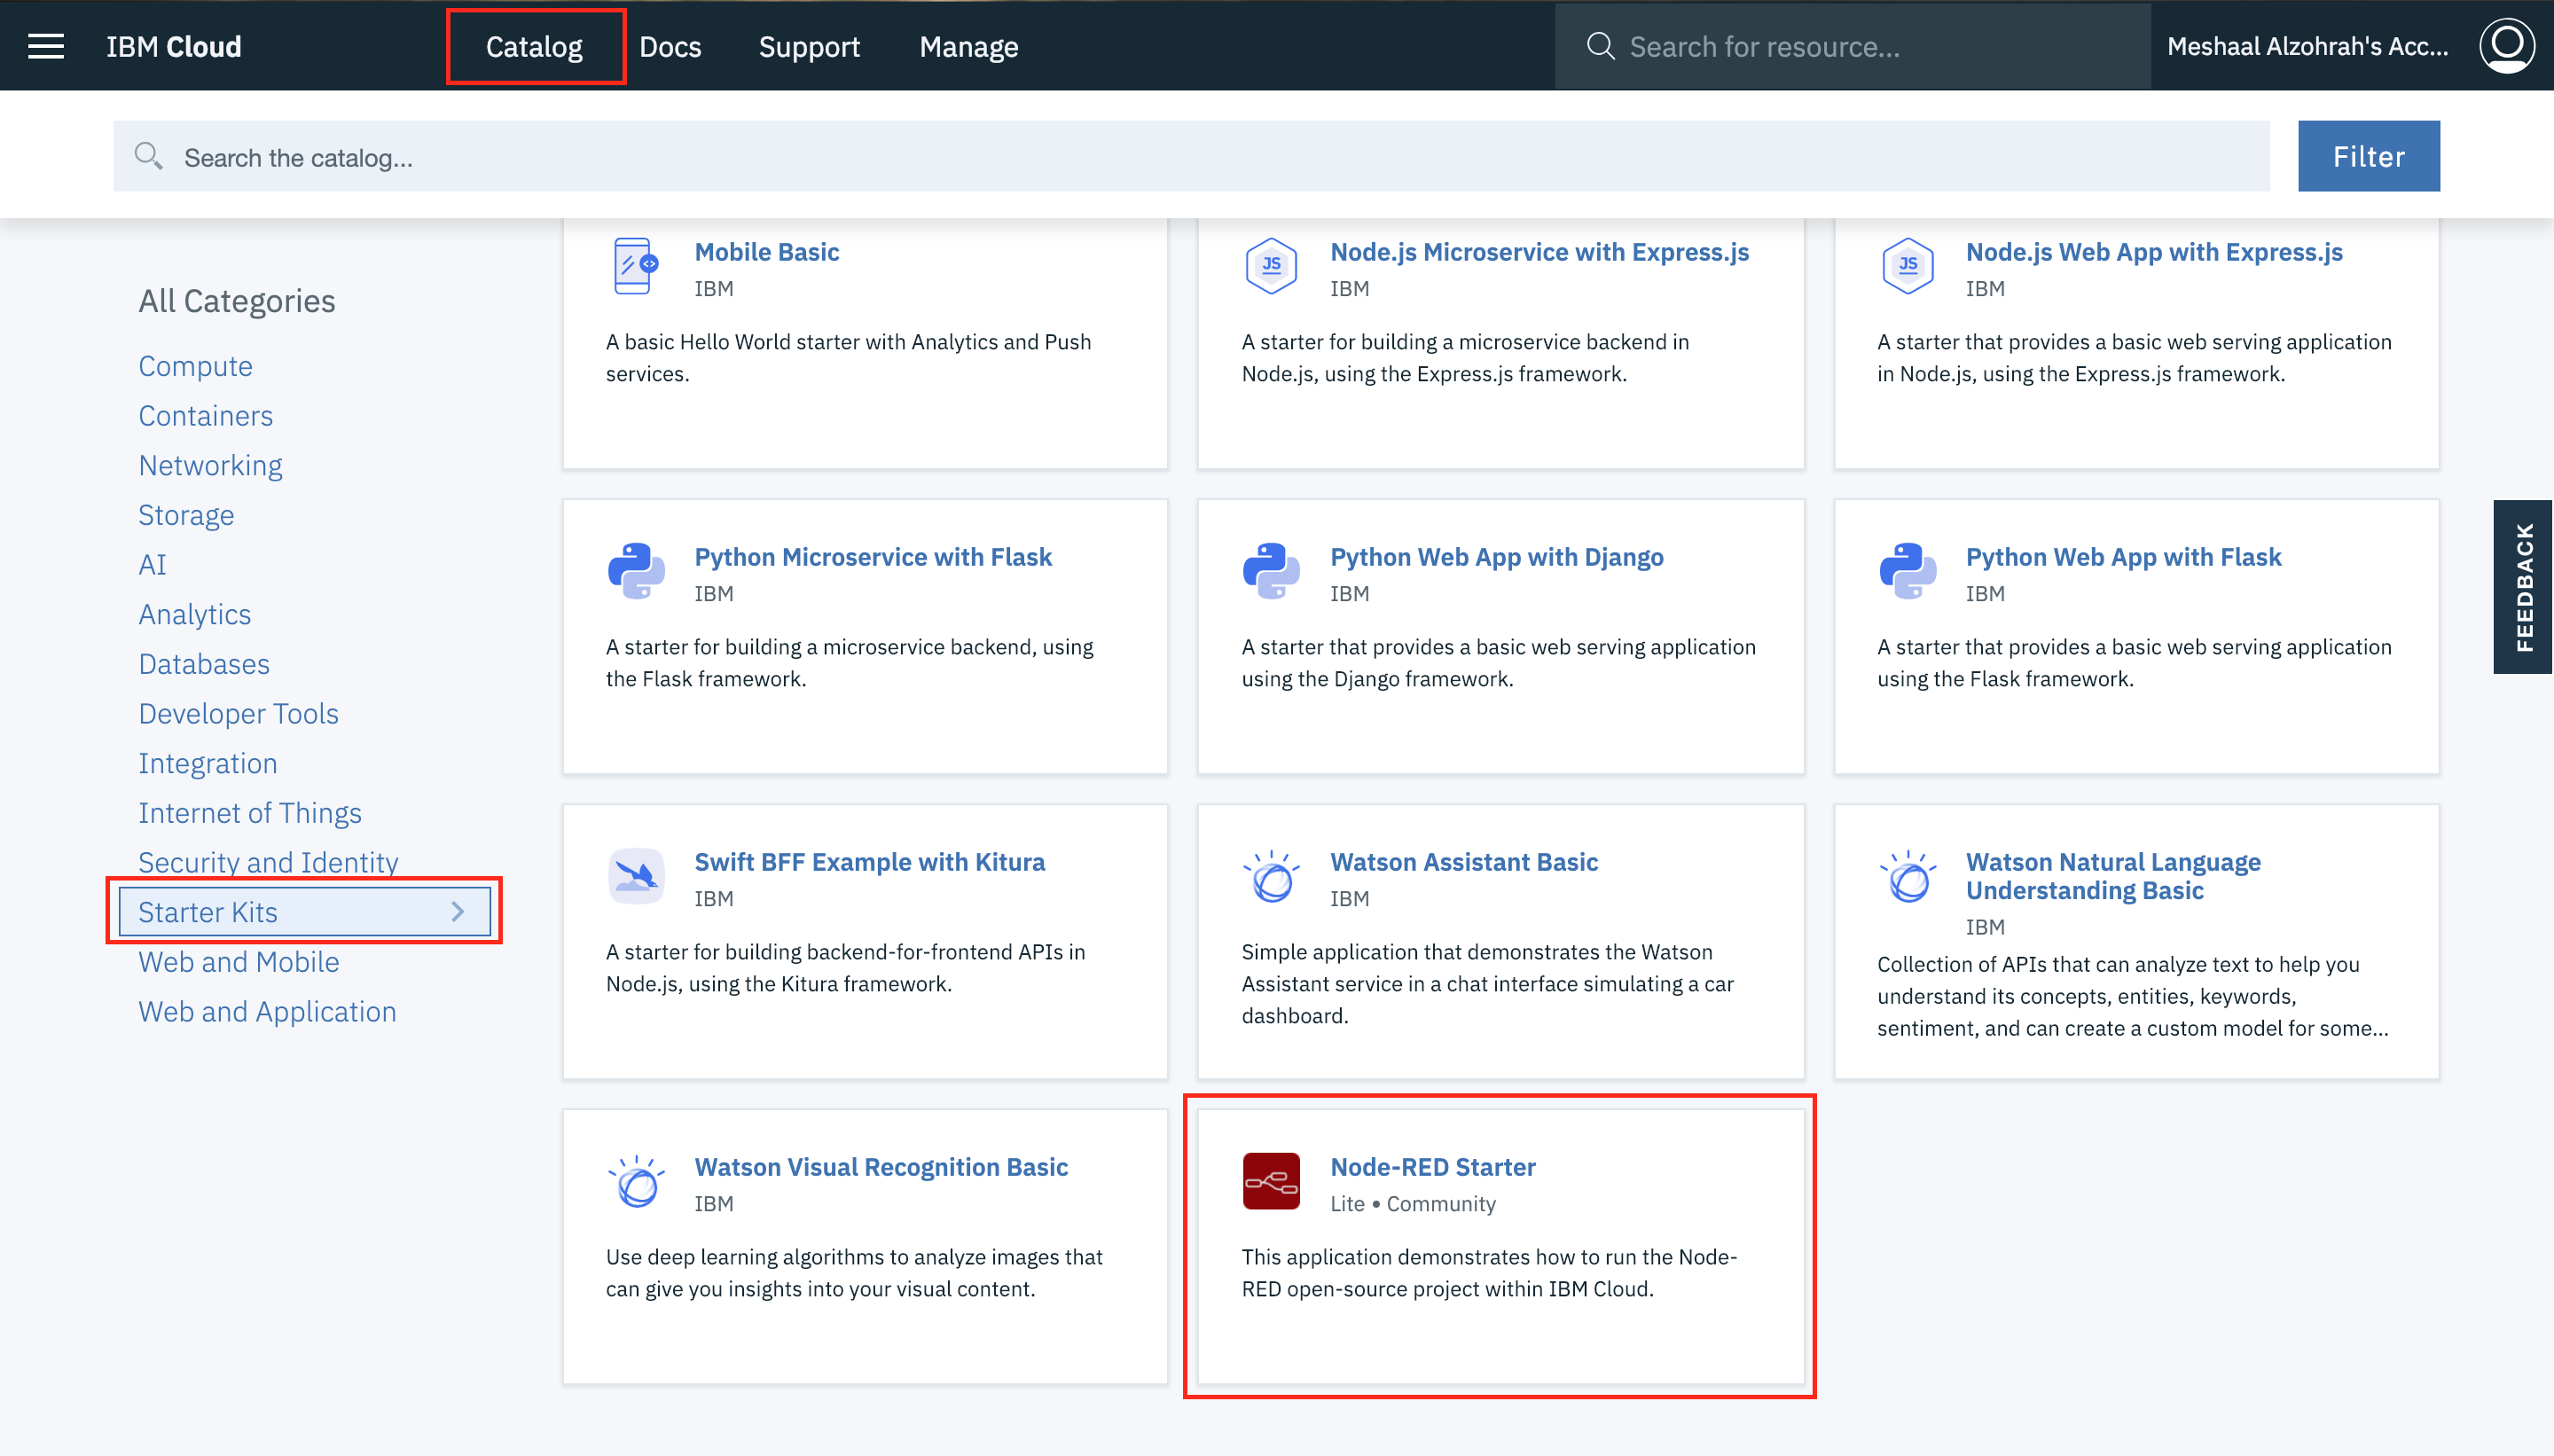 IBM Cloud
Catalog
Docs
Support
Manage
Search for resource...
Meshaal Alzohrah's Acc...
Search the catalog...
Filter
All Categories
Compute
Containers
Networking
Storage
AI
Analytics
Databases
Developer Tools
Integration
Internet of Things
Security and Identity
Starter Kits
Web and Mobile
Web and Application
Mobile Basic
IBM
A basic Hello World starter with Analytics and Push
services.
JS
Node.js Microservice with Express.js
IBM
A starter for building a microservice backend in
Node.js, using the Express.js framework.
JS
Node.js Web App with Express.js
IBM
A starter that provides a basic web serving application
in Node.js, using the Express.js framework.
Python Microservice with Flask
IBM
A starter for building a microservice backend, using
the Flask framework.
Python Web App with Django
IBM
A starter that provides a basic web serving application
using the Django framework.
Python Web App with Flask
IBM
A starter that provides a basic web serving application
using the Flask framework.
Swift BFF Example with Kitura
IBM
A starter for building backend-for-frontend APIs in
Node.js, using the Kitura framework.
Watson Assistant Basic
IBM
Simple application that demonstrates the Watson
Assistant service in a chat interface simulating a car
dashboard.
Watson Natural Language
Understanding Basic
IBM
Collection of APIs that can analyze text to help you
understand its concepts, entities, keywords,
sentiment, and can create a custom model for some...
Watson Visual Recognition Basic
IBM
Use deep learning algorithms to analyze images that
can give you insights into your visual content.
Node-RED Starter
Lite • Community
This application demonstrates how to run the Node-
RED open-source project within IBM Cloud.
FEEDBACK